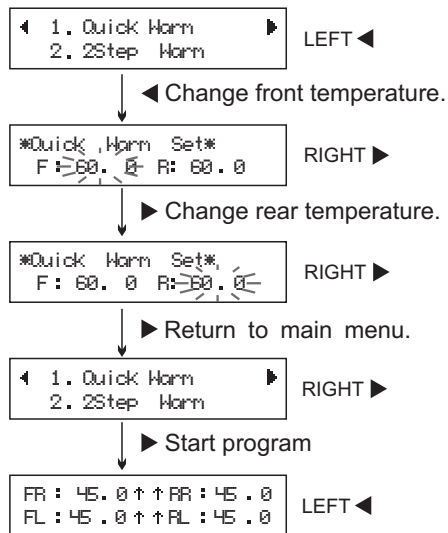 ◀ 1. Quick Warm ▶
2. 2Step Warm
LEFT ◀
◀ Change front temperature.
*Quick Warm Set*
F: 60. 0 R: 60.0
RIGHT ▶
▶ Change rear temperature.
*Quick Warm Set*
F: 60. 0 R: 60.0
RIGHT ▶
▶ Return to main menu.
◀ 1. Quick Warm ▶
2. 2Step Warm
RIGHT ▶
▶ Start program
FR: 45.0↑↑RR:45.0
FL:45.0↑↑RL:45.0
LEFT ◀